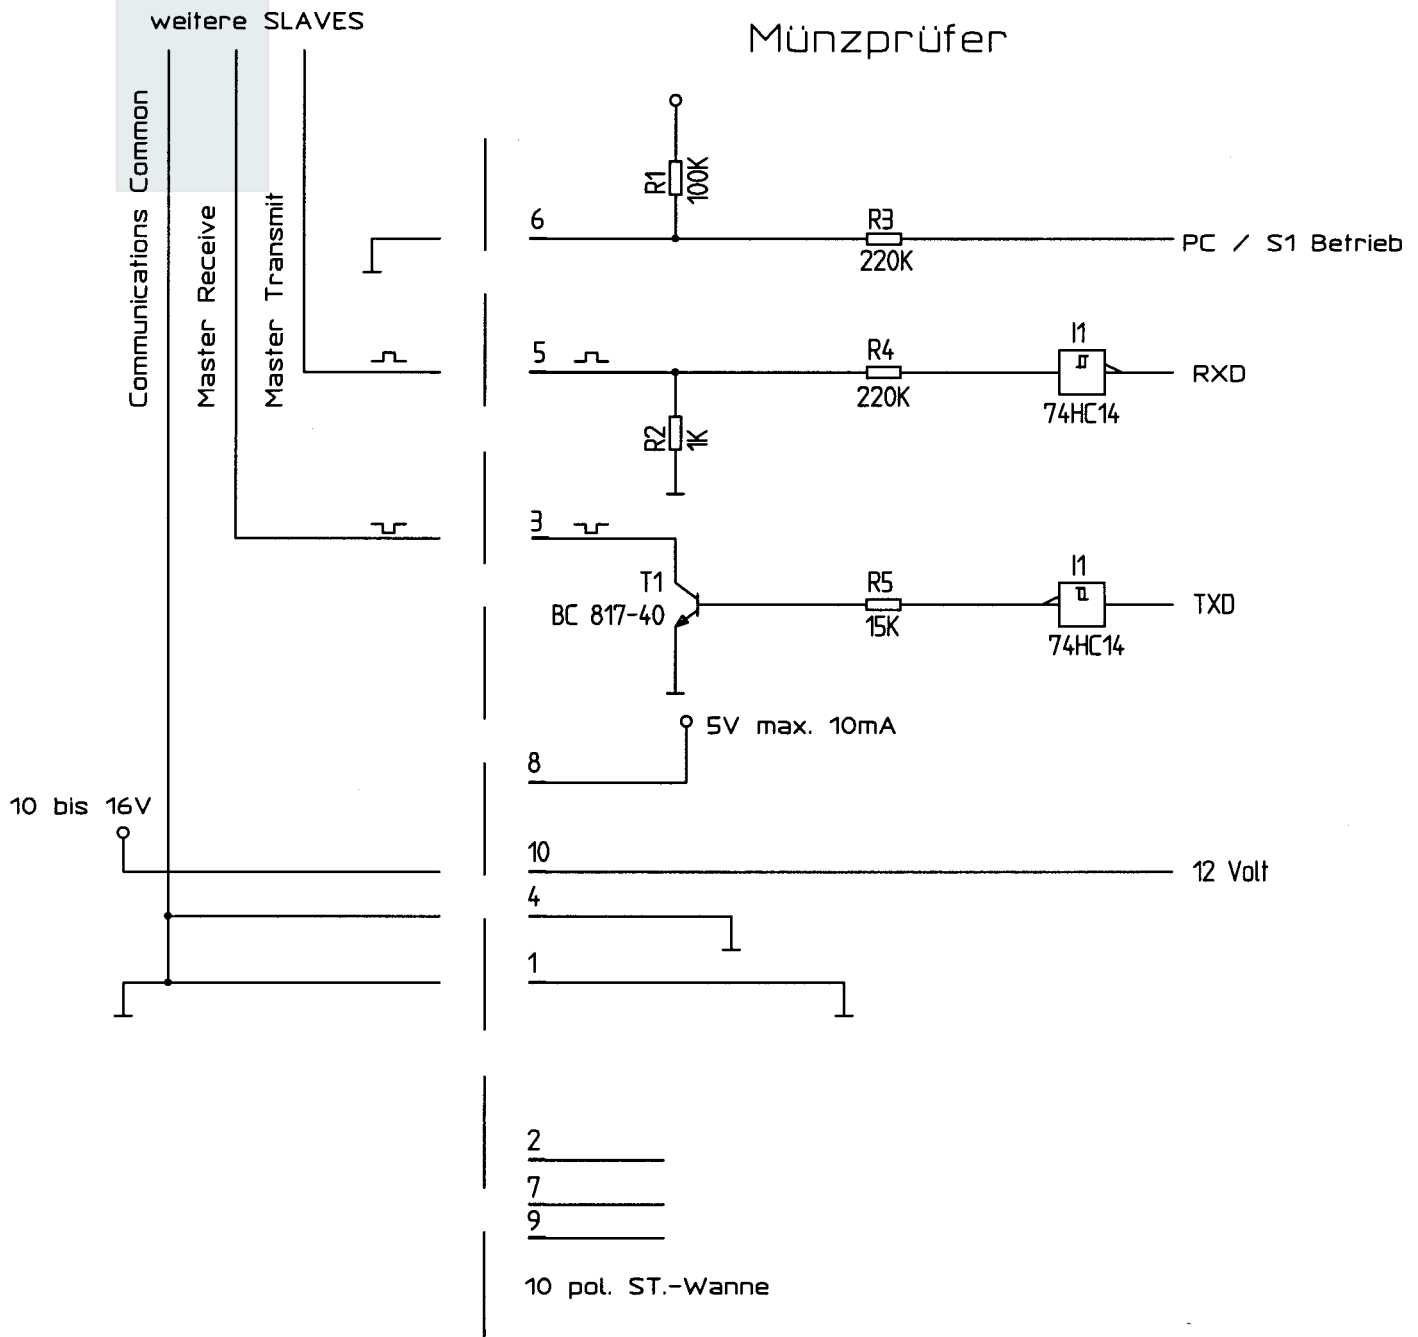 weitere SLAVES
Münzprüfer
Communications Common
Master Receive
Master Transmit
R1
100K
6
R3
220K
PC / S1 Betrieb
5
R4
220K
I1
74HC14
RXD
R2
1K
3
T1
BC 817-40
R5
15K
I1
74HC14
TXD
5V max. 10mA
8
10 bis 16V
10
12 Volt
4
1
2
7
9
10 pol. ST.-Wanne